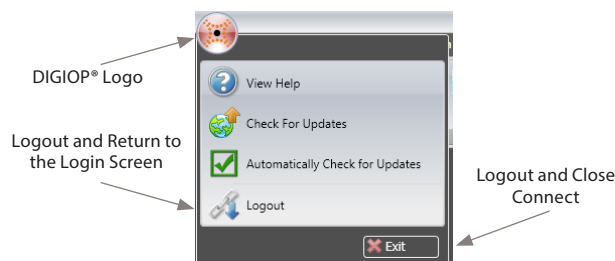 DIGIOP® Logo
View Help
Check For Updates
Logout and Return to
the Login Screen
Automatically Check for Updates
Logout
Logout and Close
Connect
Exit